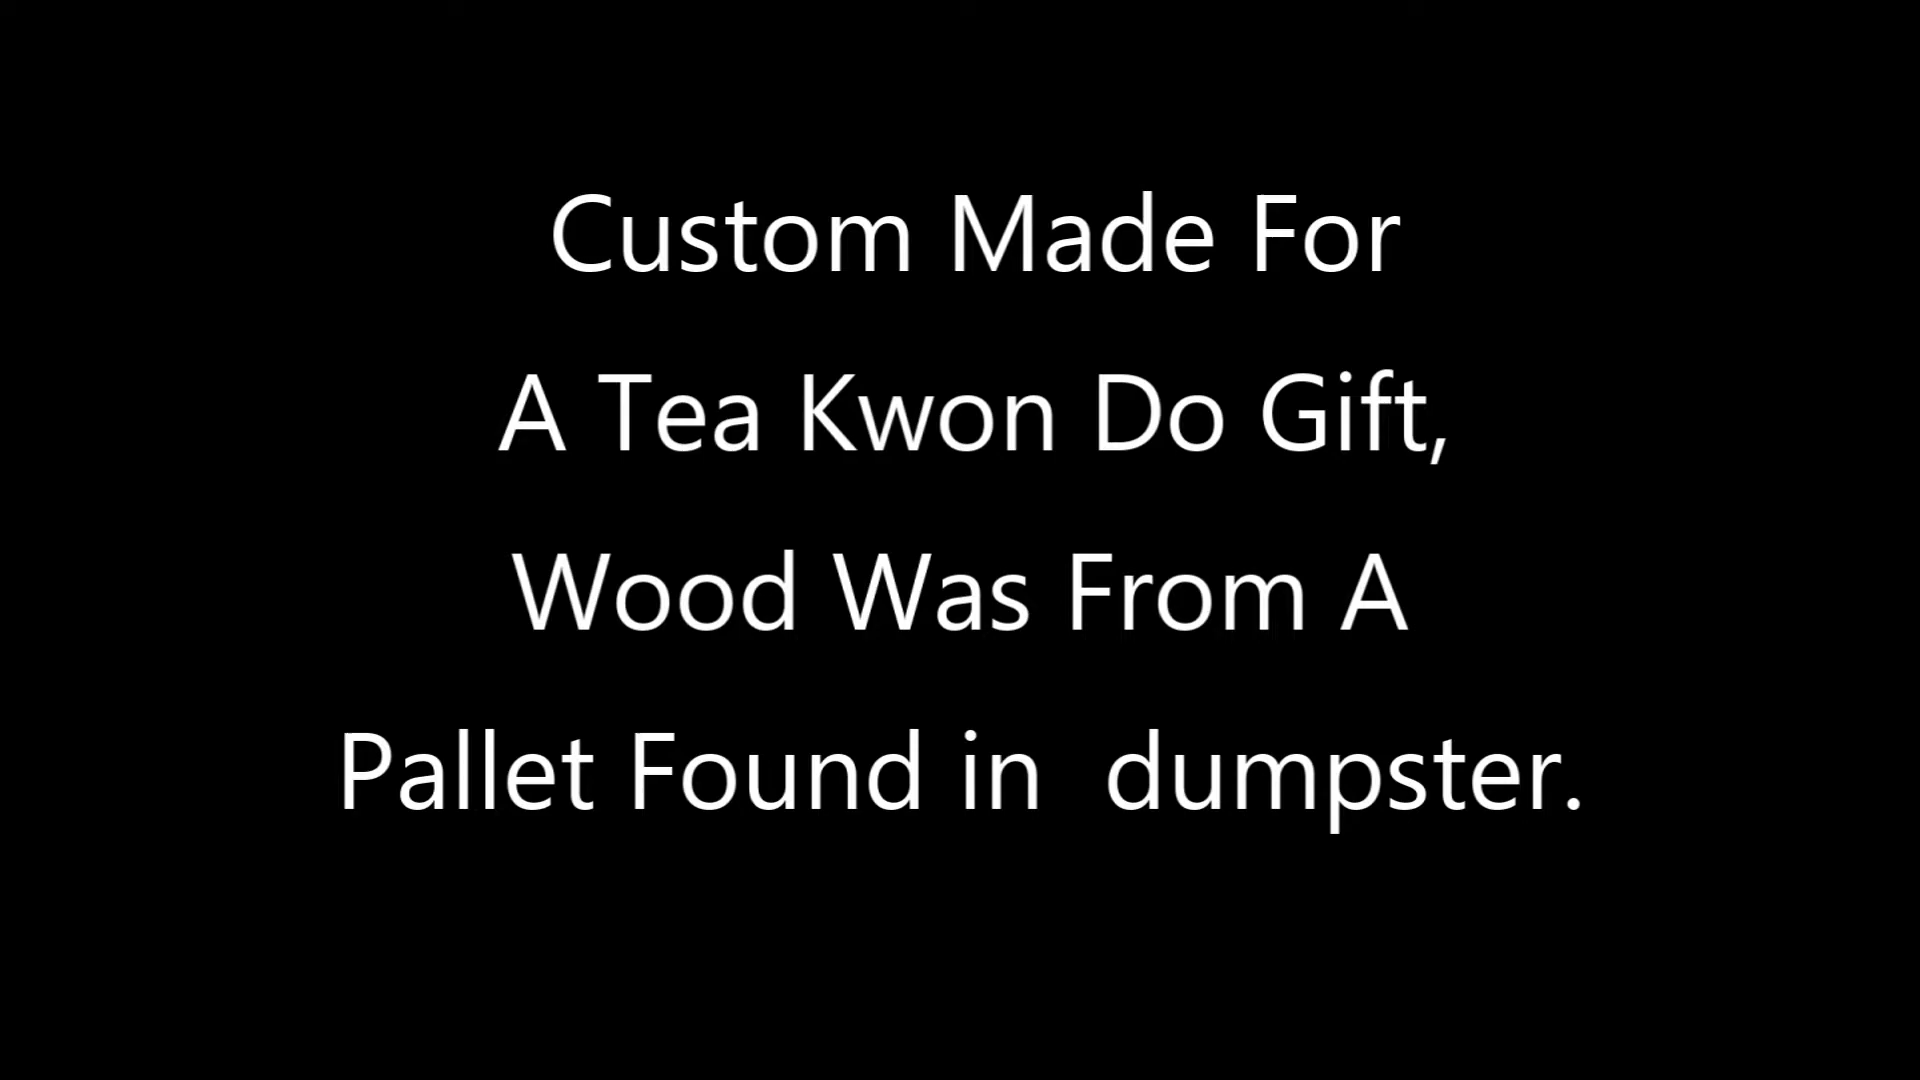 Custom Made For
A Tea Kwon Do Gift,
Wood Was From A
Pallet Found in  dumpster.